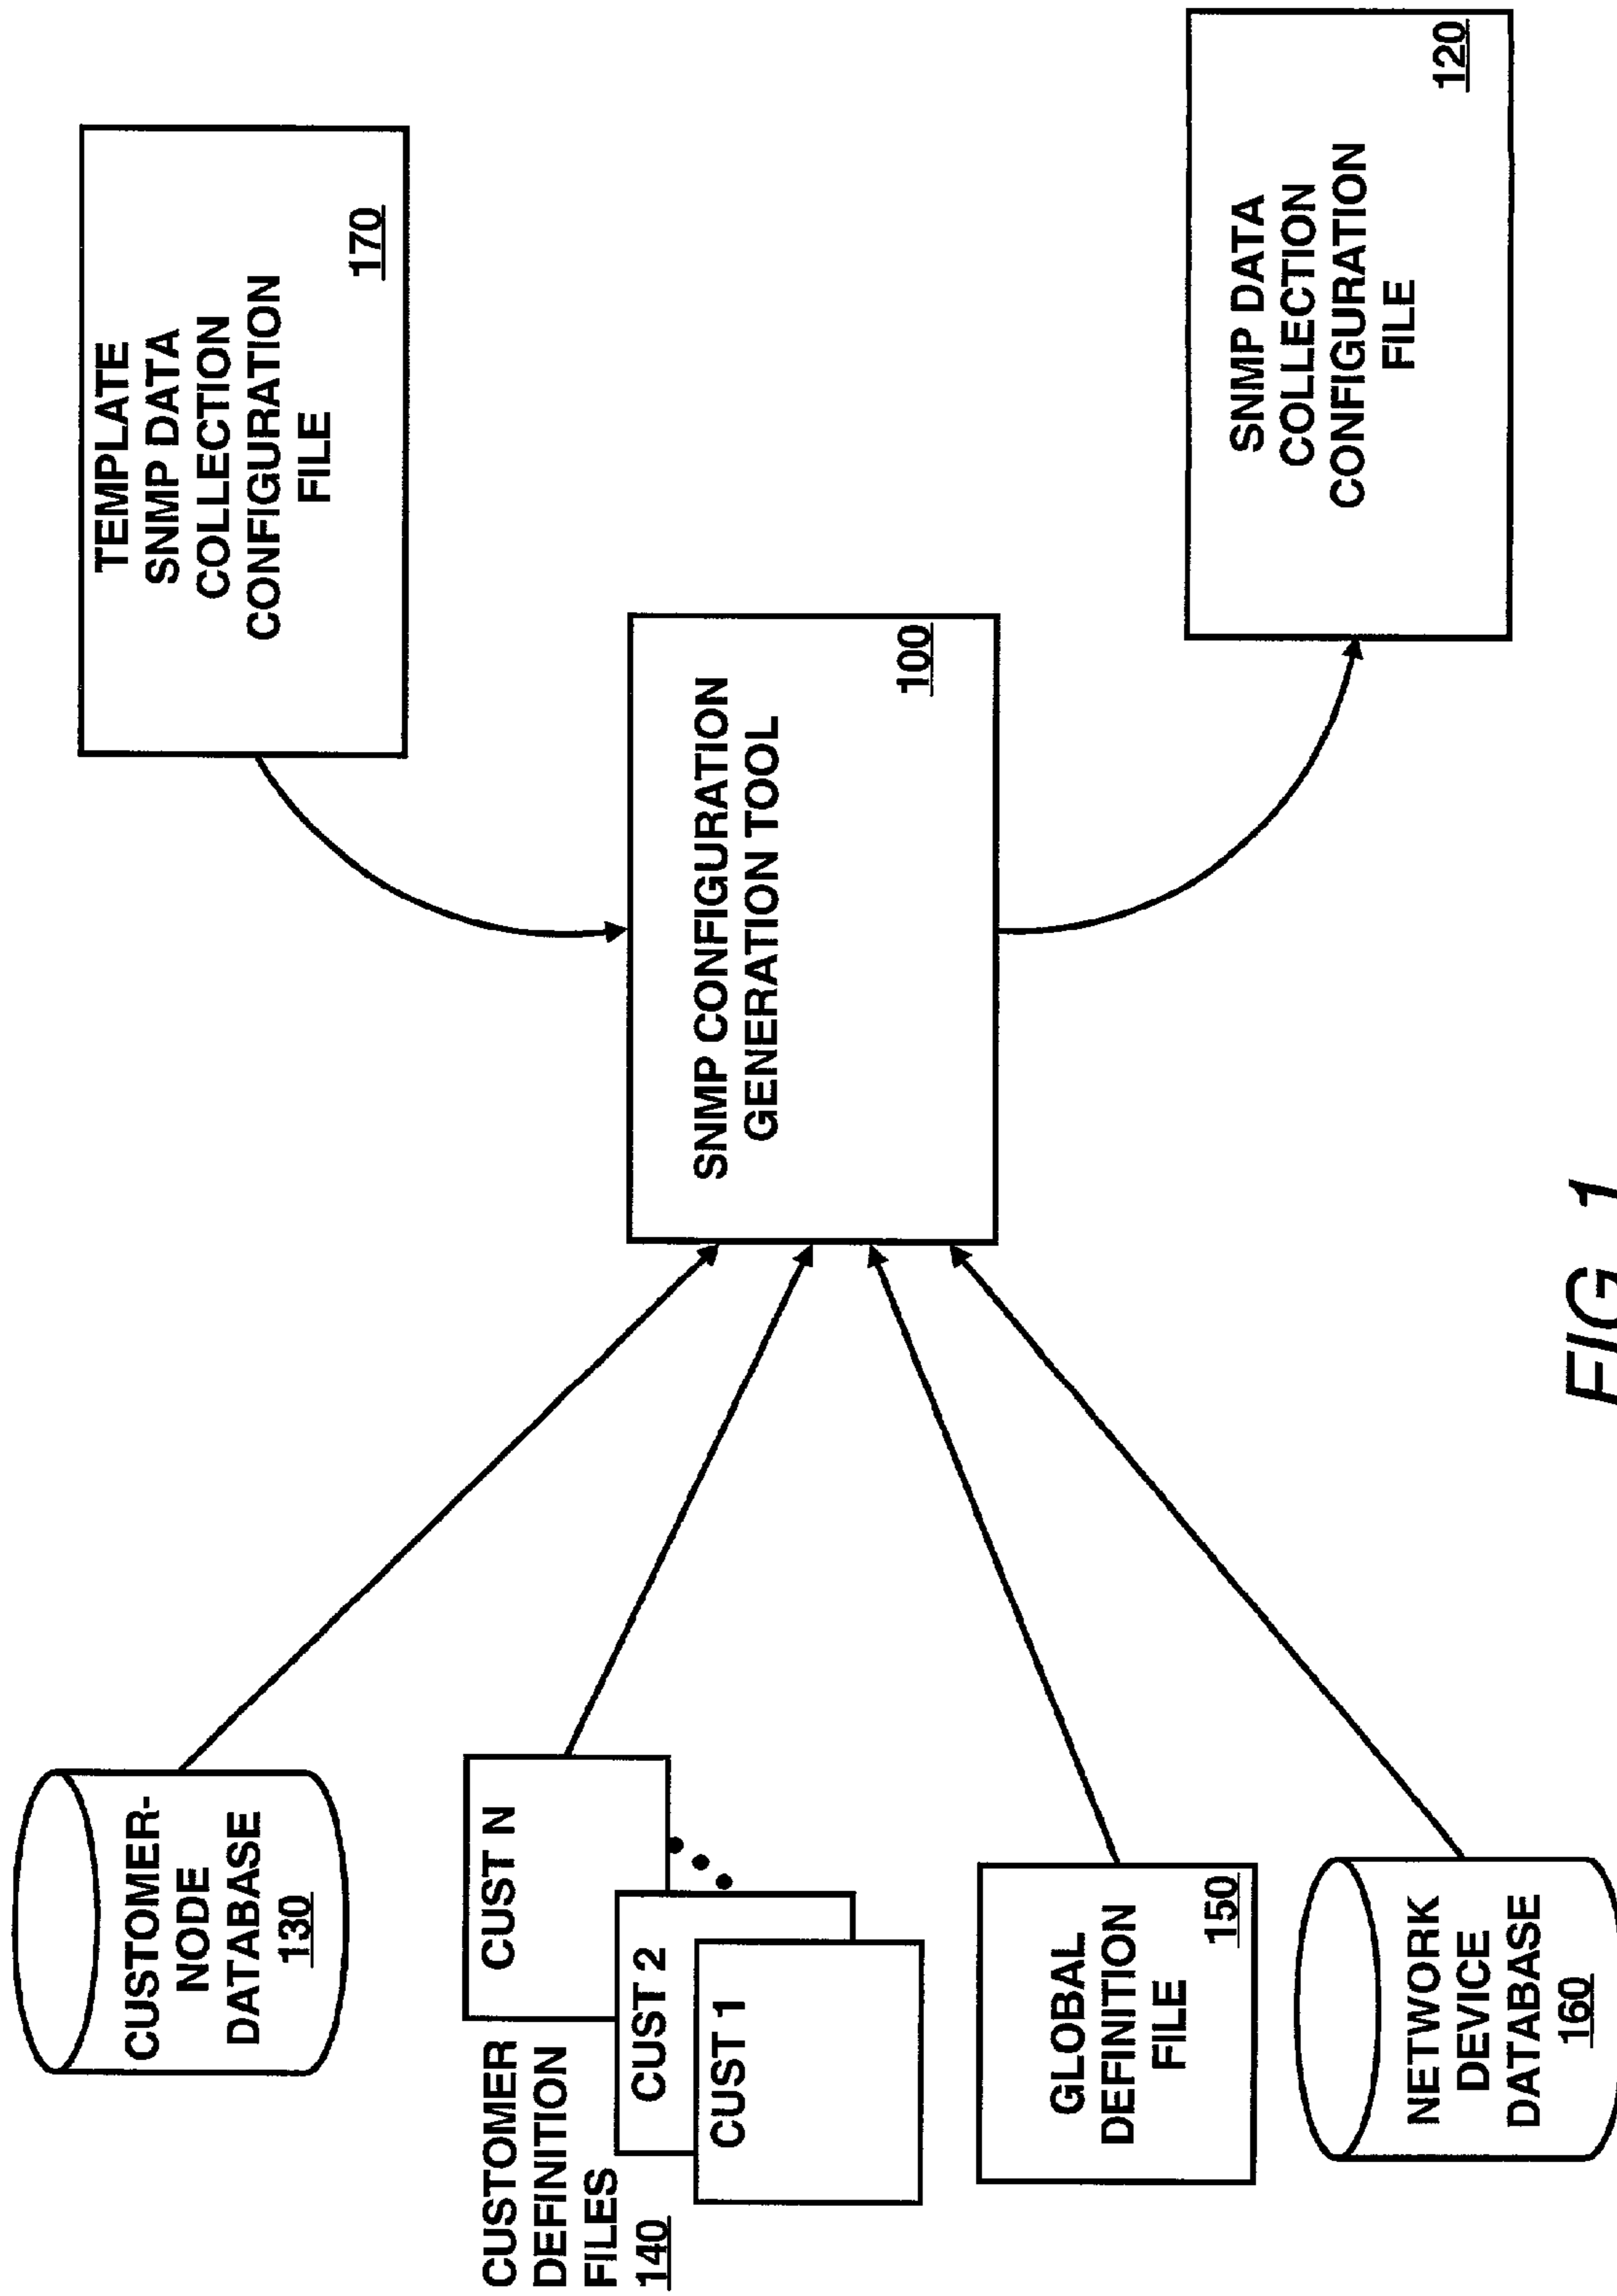 CUSTOMER-
NODE
DATABASE
130
CUSTOMER
DEFINITION
FILES
140
CUST N
CUST 2
CUST 1
GLOBAL
DEFINITION
FILE
150
NETWORK
DEVICE
DATABASE
160
SNMP CONFIGURATION
GENERATION TOOL
100
TEMPLATE
SNMP DATA
COLLECTION
CONFIGURATION
FILE
170
SNMP DATA
COLLECTION
CONFIGURATION
FILE
120
FIG. 1